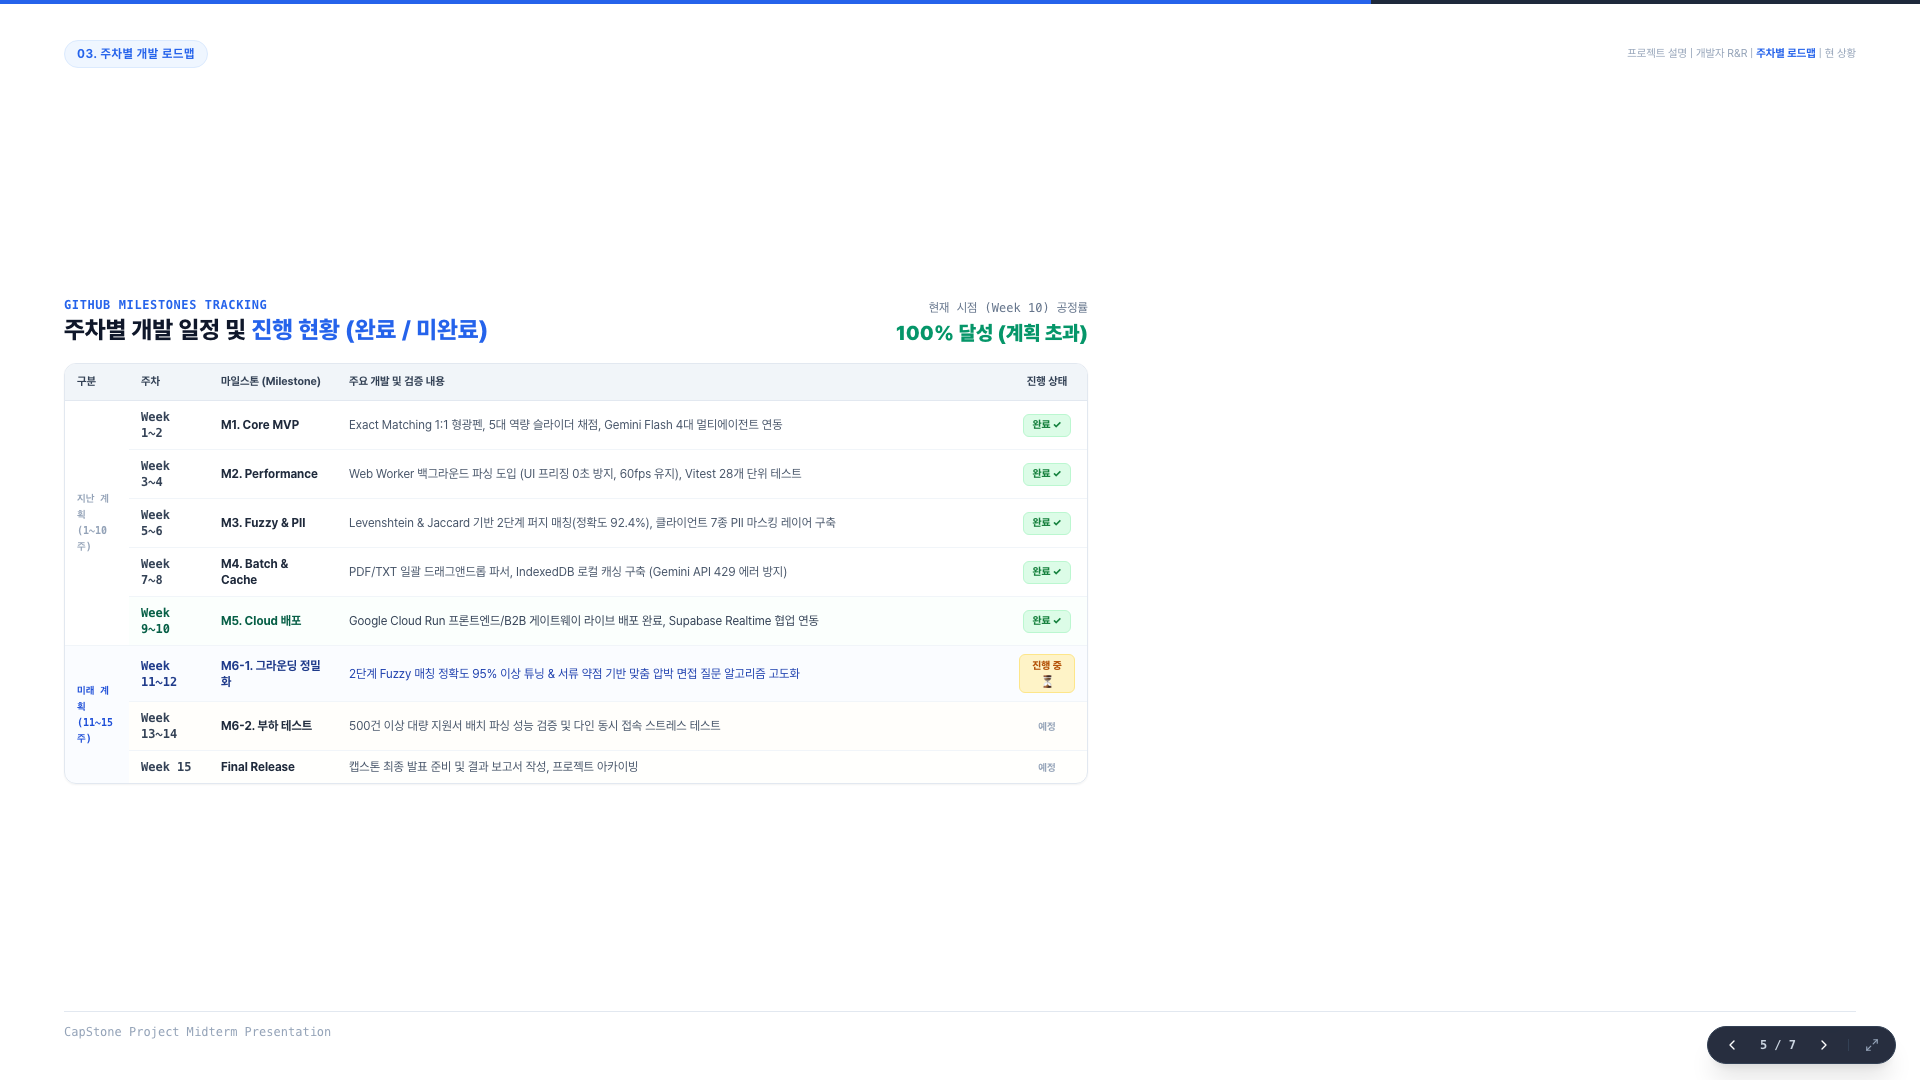 03. 주차별 개발 로드맵
프로젝트 설명 | 개발자 R&R | 주차별 로드맵 | 현 상황
GITHUB MILESTONES TRACKING
주차별 개발 일정 및 진행 현황 (완료 / 미완료)
현재 시점 (Week 10) 공정률
100% 달성 (계획 초과)
구분 주차 마일스톤 (Milestone) 주요 개발 및 검증 내용 진행 상태
지난 계
획
(1~10
주)
Week
1~2
M1. Core MVP
Exact Matching 1:1 형광펜, 5대 역량 슬라이더 채점, Gemini Flash 4대 멀티에이전트 연동
완료 ✓
Week
3~4
M2. Performance
Web Worker 백그라운드 파싱 도입 (UI 프리징 0초 방지, 60fps 유지), Vitest 28개 단위 테스트
완료 ✓
Week
5~6
M3. Fuzzy & PII
Levenshtein & Jaccard 기반 2단계 퍼지 매칭(정확도 92.4%), 클라이언트 7종 PII 마스킹 레이어 구축
완료 ✓
Week
7~8
M4. Batch &
Cache
PDF/TXT 일괄 드래그앤드롭 파서, IndexedDB 로컬 캐싱 구축 (Gemini API 429 에러 방지)
완료 ✓
Week
9~10
M5. Cloud 배포
Google Cloud Run 프론트엔드/B2B 게이트웨이 라이브 배포 완료, Supabase Realtime 협업 연동
완료 ✓
미래 계
획
(11~15
주)
Week
11~12
M6-1. 그라운딩 정밀
화
2단계 Fuzzy 매칭 정확도 95% 이상 튜닝 & 서류 약점 기반 맞춤 압박 면접 질문 알고리즘 고도화
진행 중
⏳
Week
13~14
M6-2. 부하 테스트
500건 이상 대량 지원서 배치 파싱 성능 검증 및 다인 동시 접속 스트레스 테스트
예정
Week 15
Final Release
캡스톤 최종 발표 준비 및 결과 보고서 작성, 프로젝트 아카이빙
예정
CapStone Project Midterm Presentation
5 / 7